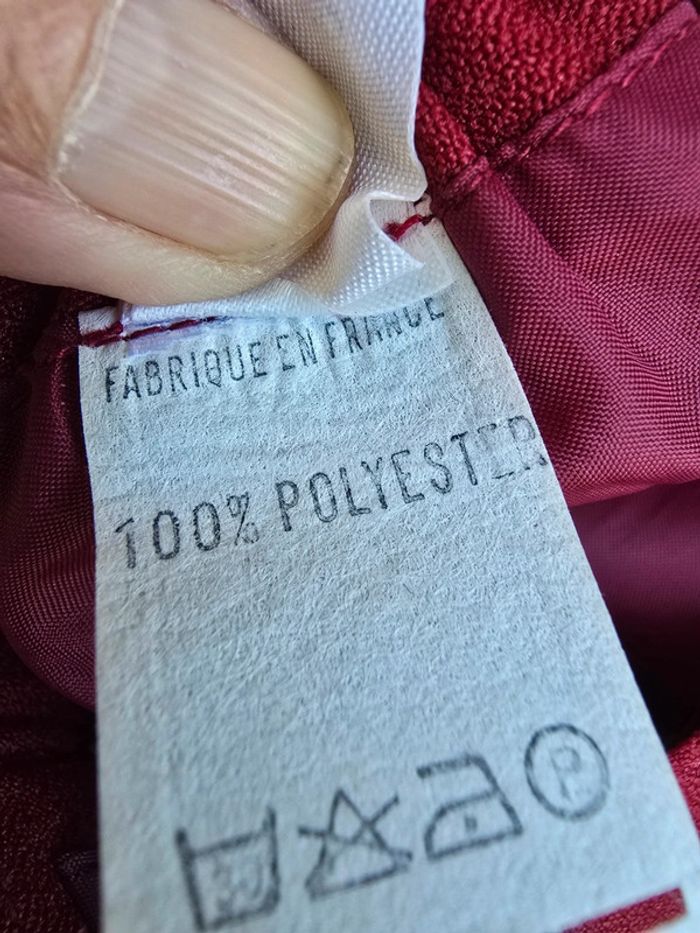 FABRIQUE EN FRANCE
100% POLYESTER
P